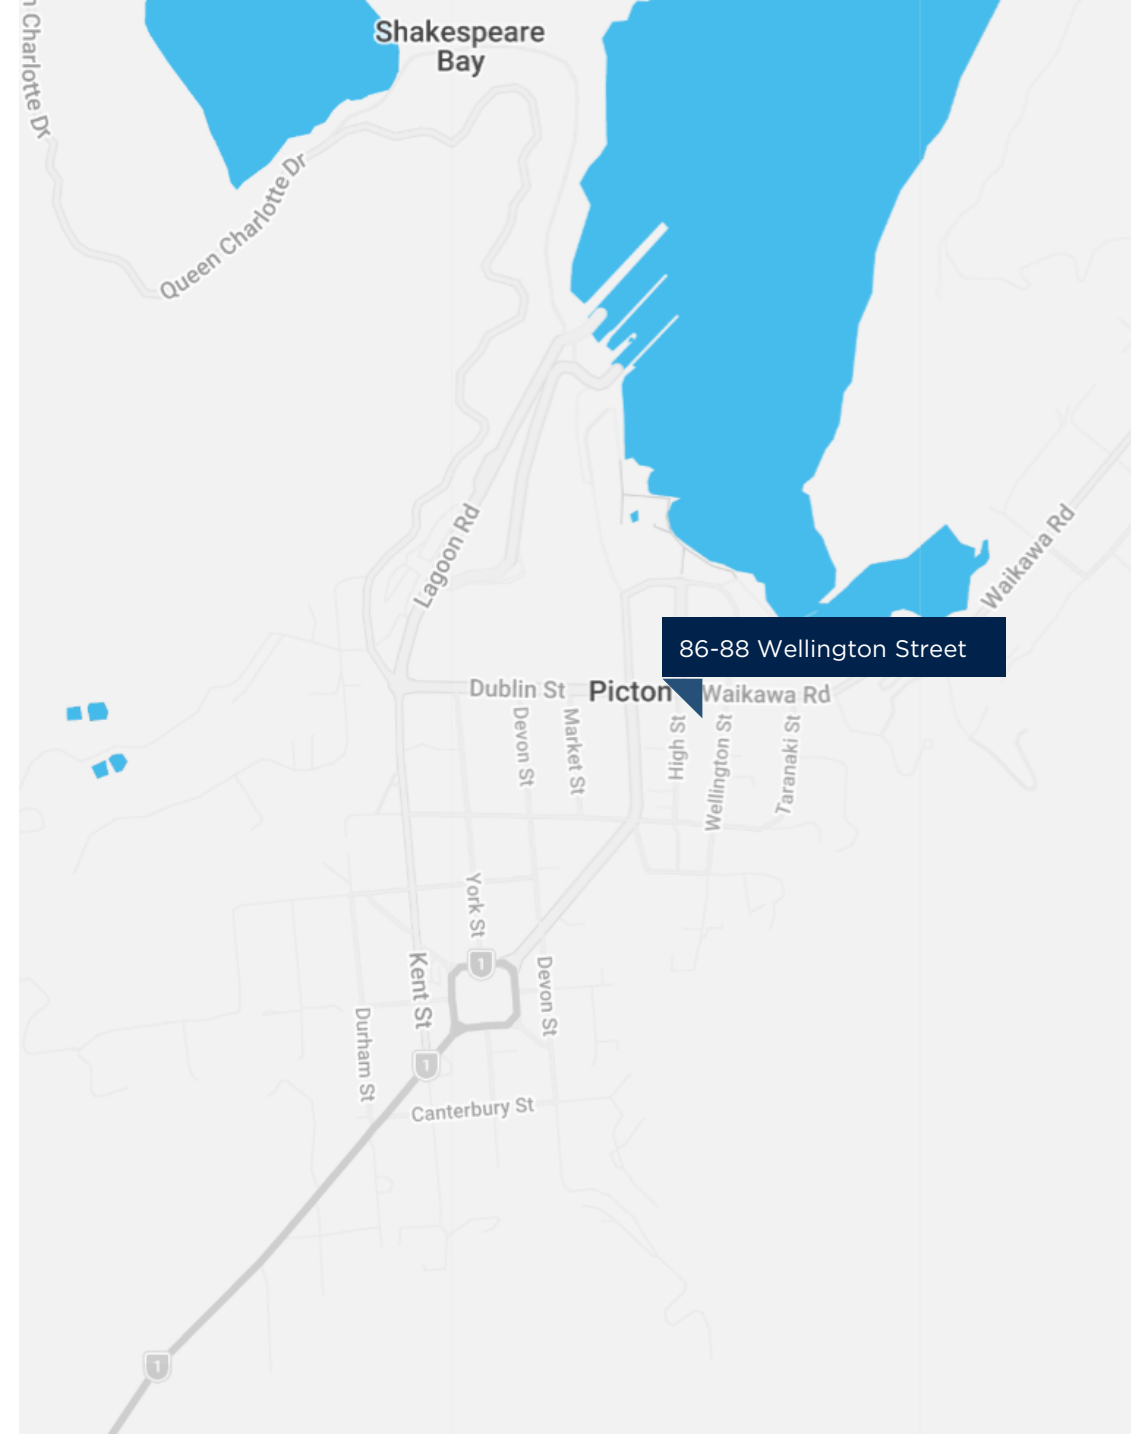 Shakespeare
Bay
Charlotte Dr
Queen Charlotte Dr
Lagoon Rd
Waikawa Rd
86-88 Wellington Street
Dublin St
Picton
Waikawa Rd
Devon St
Market St
High St
Wellington St
Taranaki St
York St
1
Kent St
Devon St
Durham St
1
Canterbury St
1